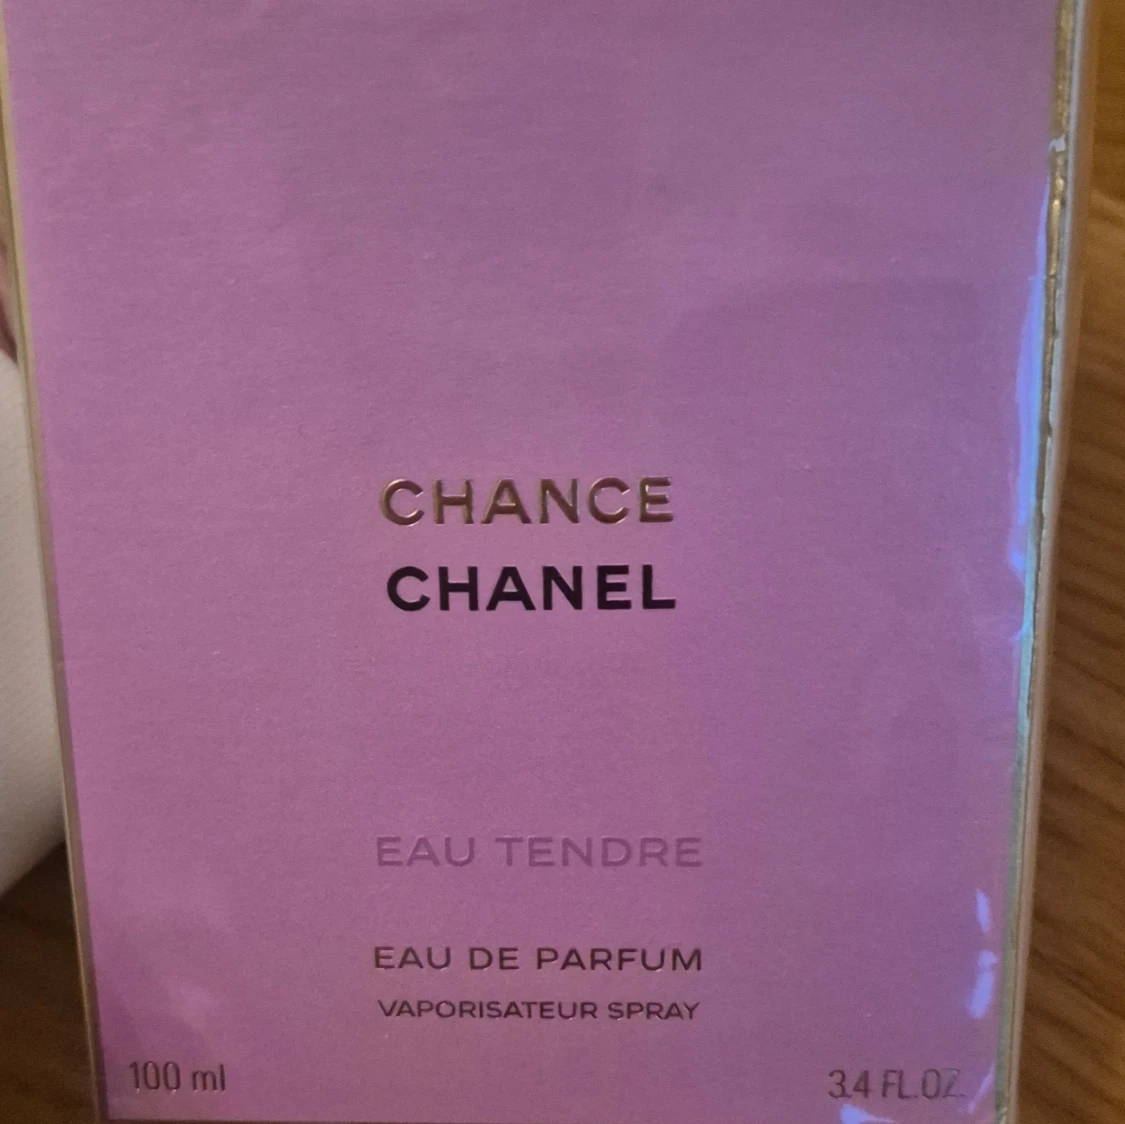 CHANCE
CHANEL
EAU TENDRE
EAU DE PARFUM
VAPORISATEUR SPRAY
100 ml 3.4 FL.OZ.